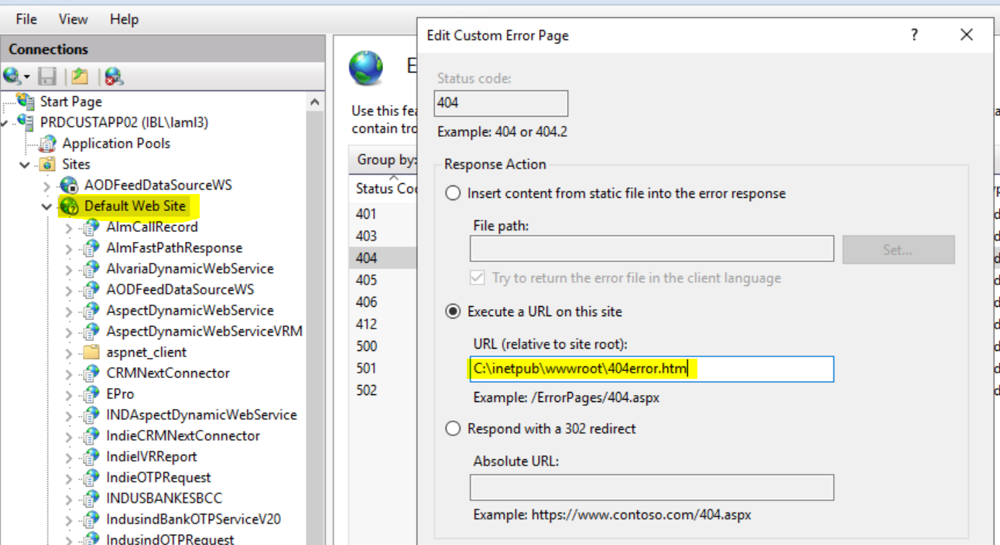 File View Help
Connections
Start Page
PRDCUSTAPP02 (IBL\laml3)
Application Pools
Sites
AODFeedDataSourceWS
Default Web Site
AlmCallRecord
AlmFastPathResponse
AlvariaDynamicWebService
AODFeedDataSourceWS
AspectDynamicWebService
AspectDynamicWebServiceVRM
aspnet_client
CRMNextConnector
EPro
INDAspectDynamicWebService
IndieCRMNextConnector
IndieIVRReport
IndieOTPRequest
INDUSBANKESBCC
IndusindBankOTPServiceV20
IndusindOTPRequest
Use this
contain
Group by:
Status
401
403
404
405
406
412
500
501
502
Edit Custom Error Page
?
Status code:
404
Example: 404 or 404.2
Response Action
Insert content from static file into the error response
File path:
Set...
Try to return the error file in the client language
Execute a URL on this site
URL (relative to site root):
C:\inetpub\wwwroot\404error.htm
Example: /ErrorPages/404.aspx
Respond with a 302 redirect
Absolute URL:
Example: https://www.contoso.com/404.aspx